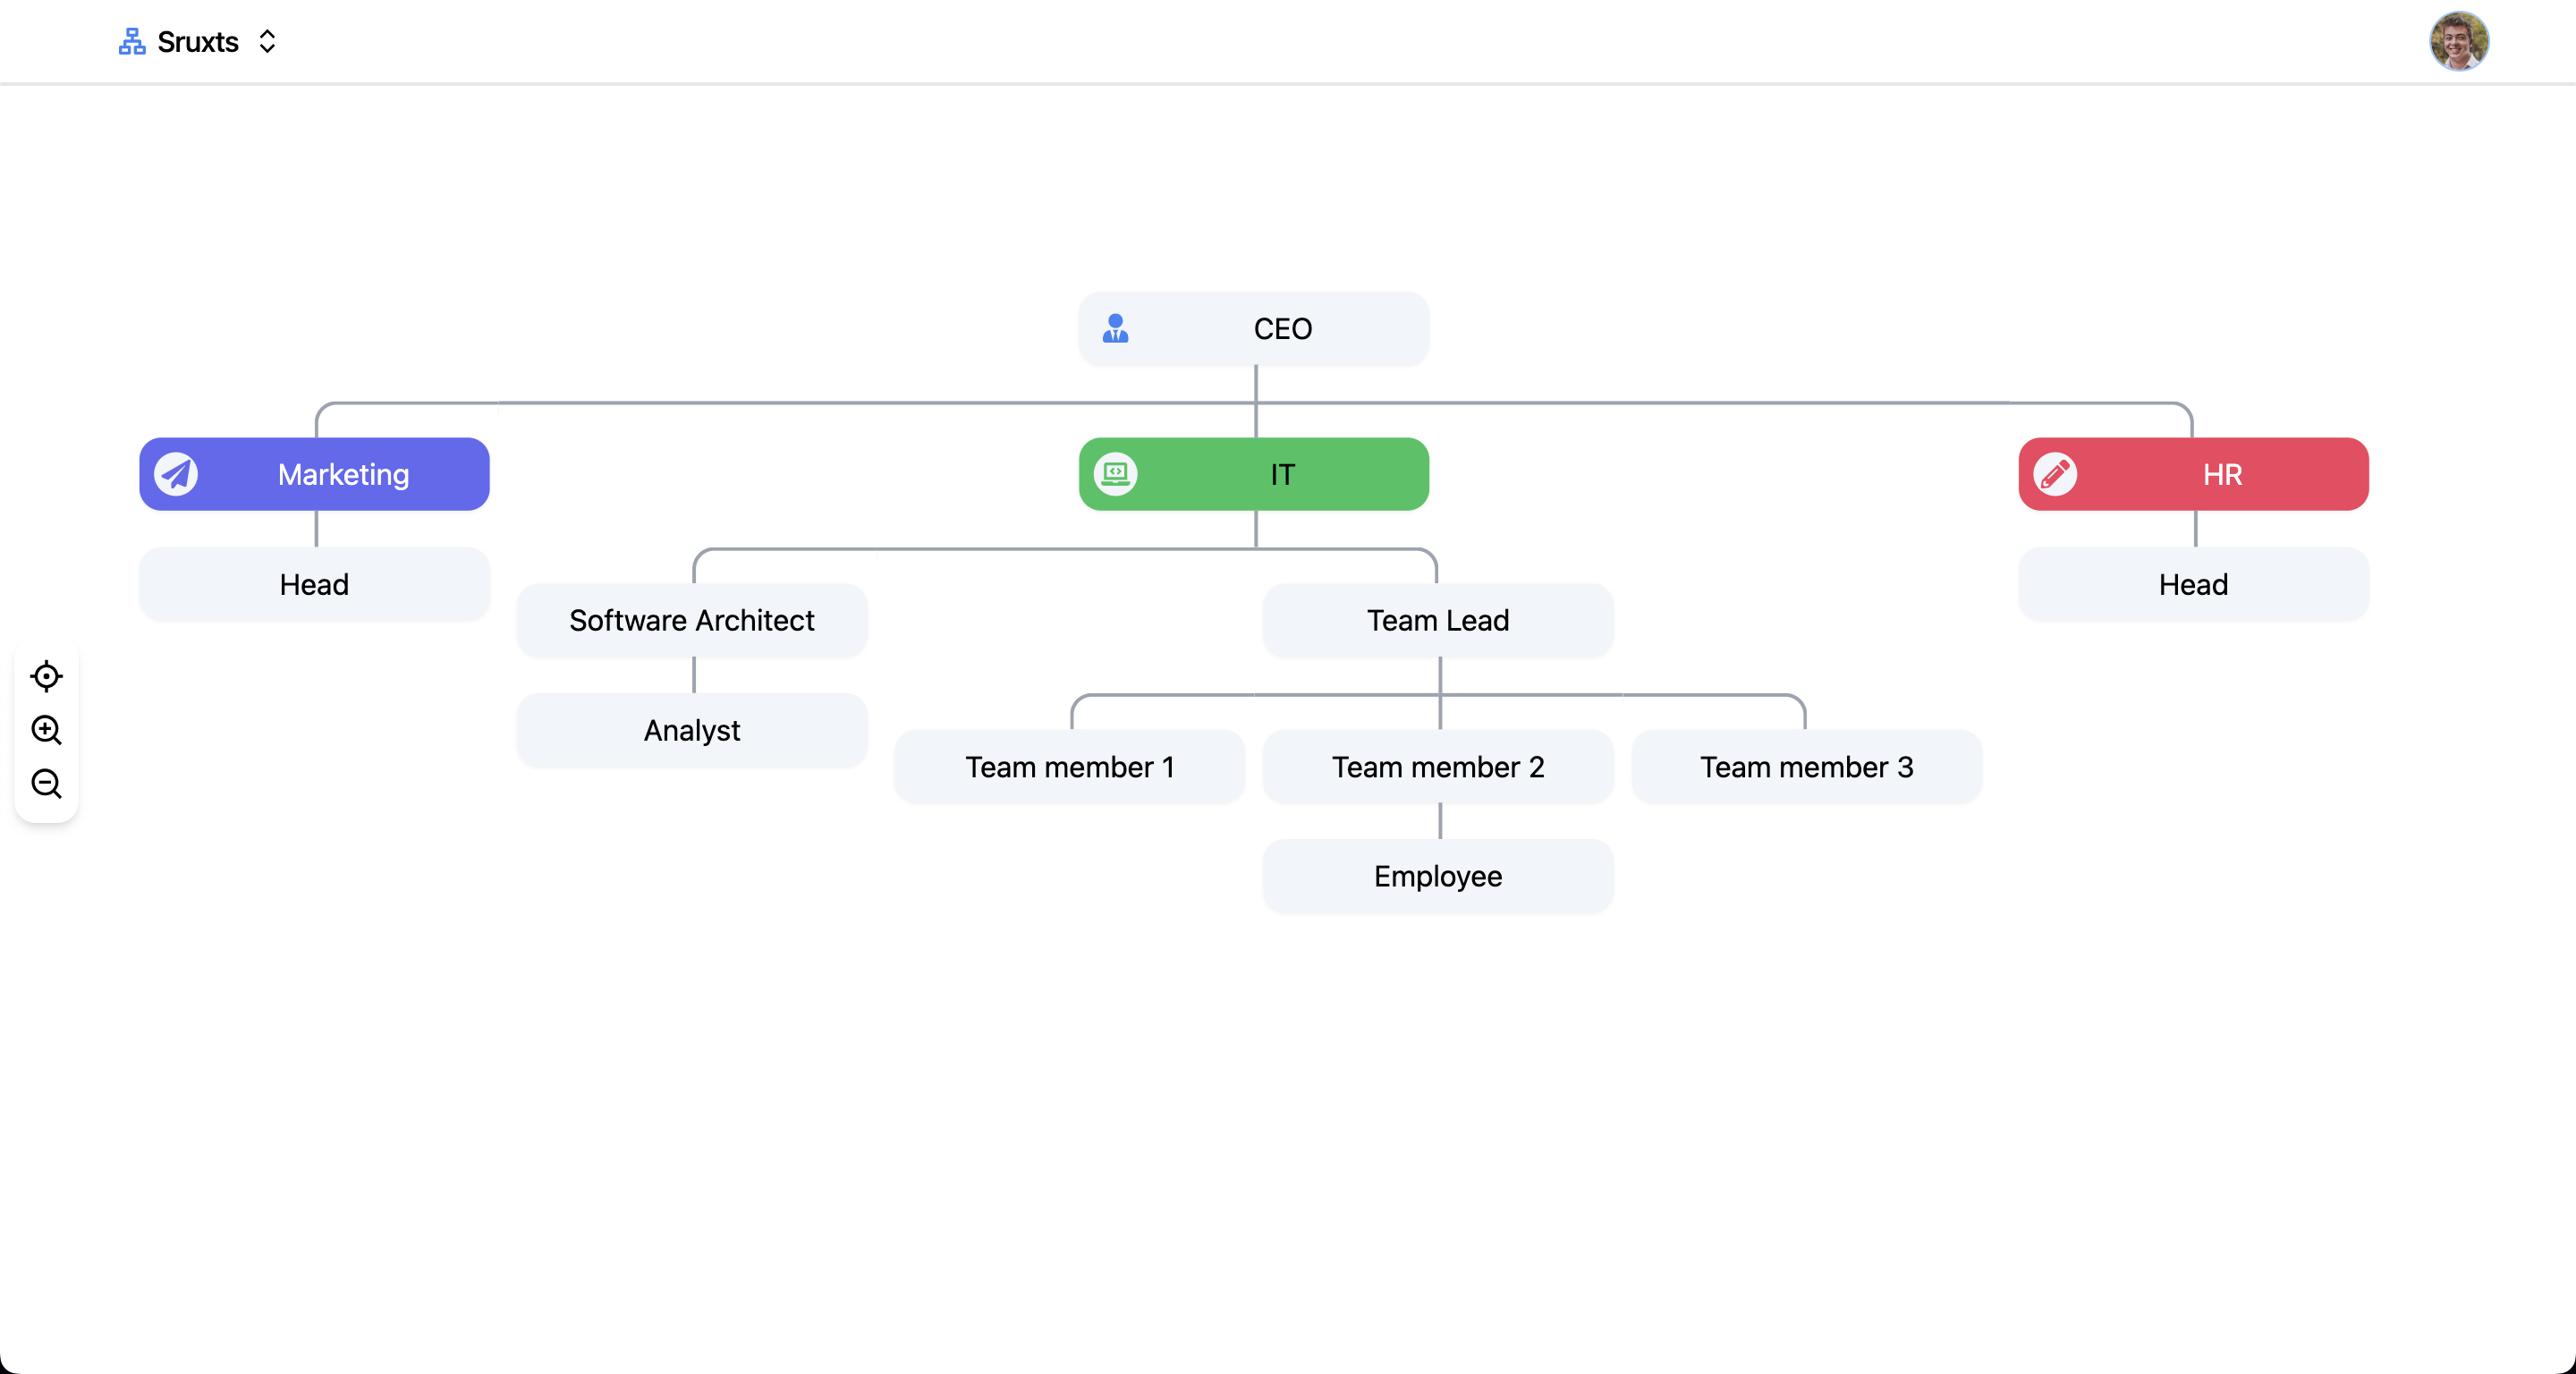 Sruxts
CEO
Marketing
IT
HR
Head
Head
Software Architect
Team Lead
Analyst
Team member 1
Team member 2
Team member 3
Employee